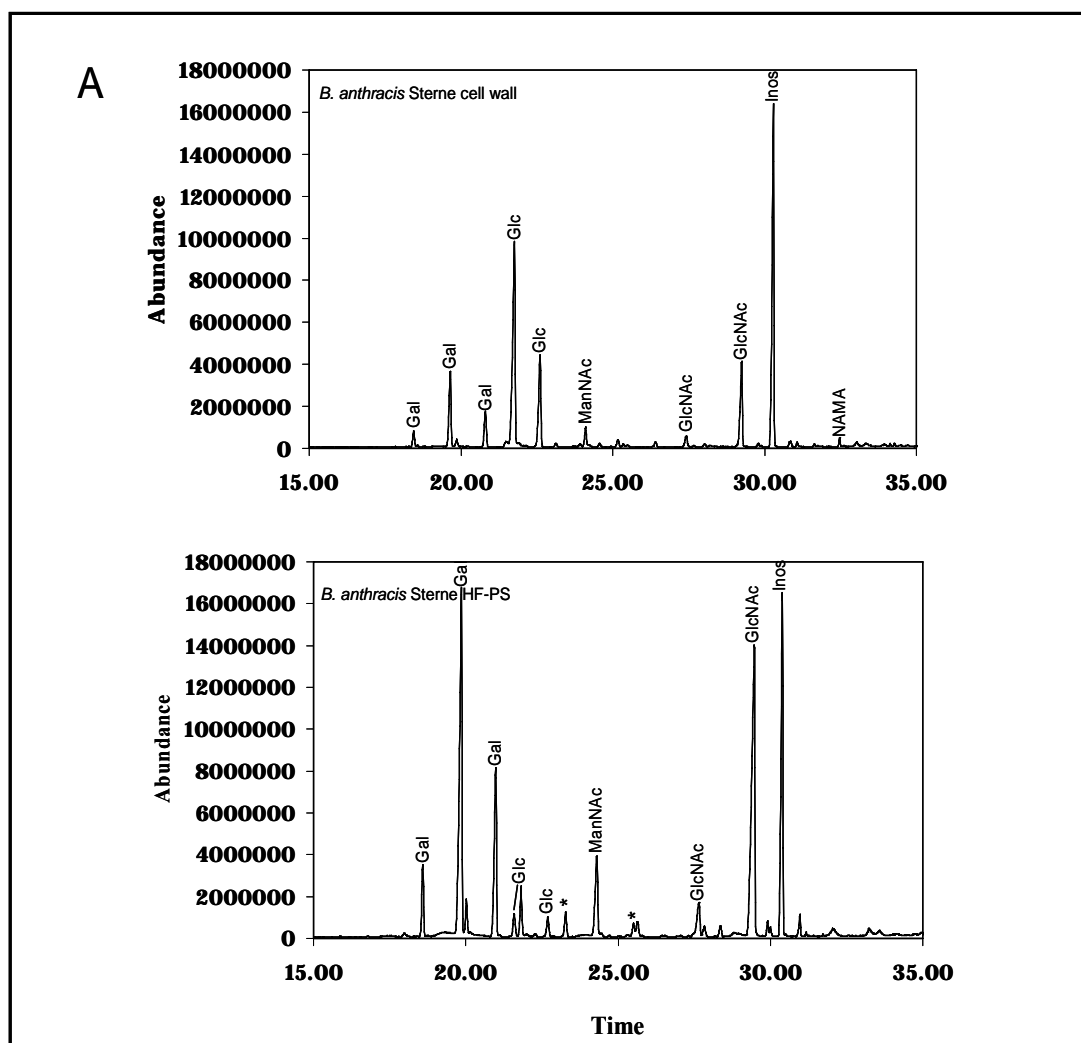 A
B. anthracis Sterne cell wall
Abundance
18000000
16000000
14000000
12000000
10000000
8000000
6000000
4000000
2000000
0
Gal
Gal
Gal
Glc
Glc
ManNAc
GlcNAc
GlcNAc
Inos
NAMA
15.00 20.00 25.00 30.00 35.00
B. anthracis Sterne HF-PS
Abundance
18000000
16000000
14000000
12000000
10000000
8000000
6000000
4000000
2000000
0
Gal
Ga
Gal
Glc
Glc
*
ManNAc
*
GlcNAc
GlcNAc
Inos
15.00 20.00 25.00 30.00 35.00
Time